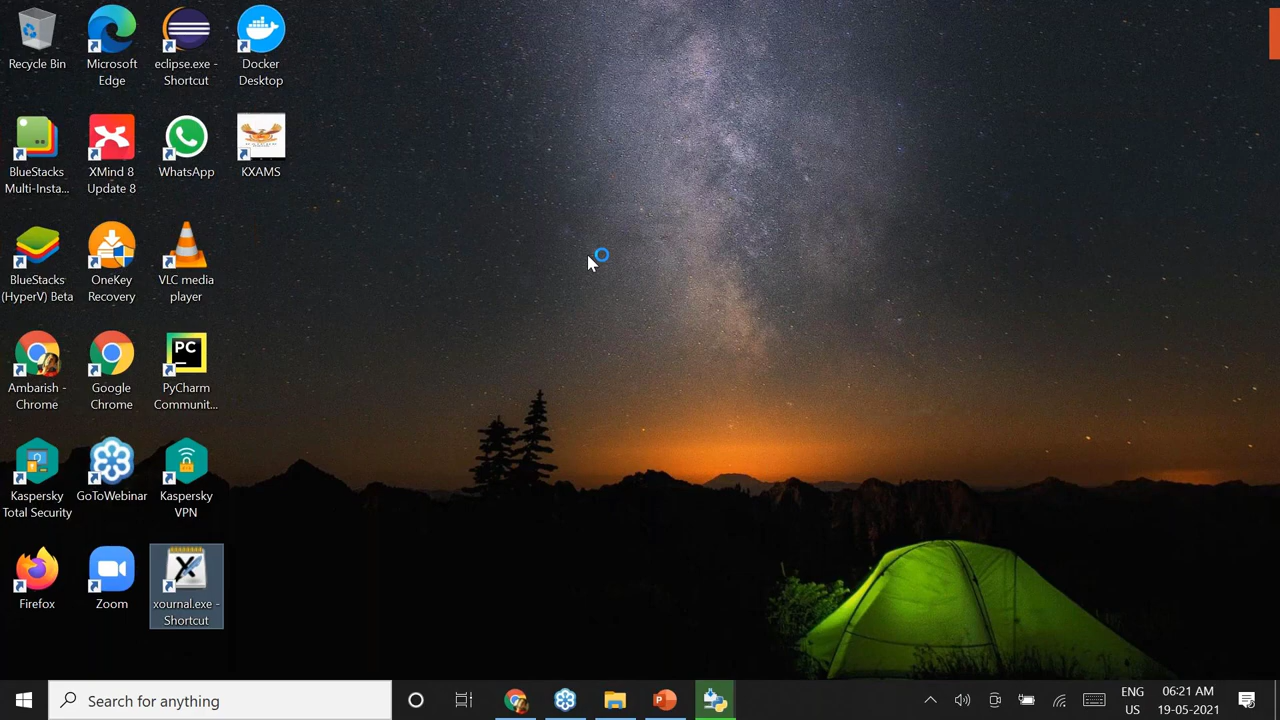 Recycle Bin
Microsoft
Edge
eclipse.exe -
Shortcut
Docker
Desktop
BlueStacks
Multi-Insta...
XMind 8
Update 8
WhatsApp
KXAMS
BlueStacks
(HyperV) Beta
OneKey
Recovery
VLC media
player
Ambarish -
Chrome
Google
Chrome
PC
PyCharm
Communit...
Kaspersky
Total Security
GoToWebinar
Kaspersky
VPN
Firefox
Zoom
xournal.exe -
Shortcut
Search for anything
ENG
US
06:21 AM
19-05-2021